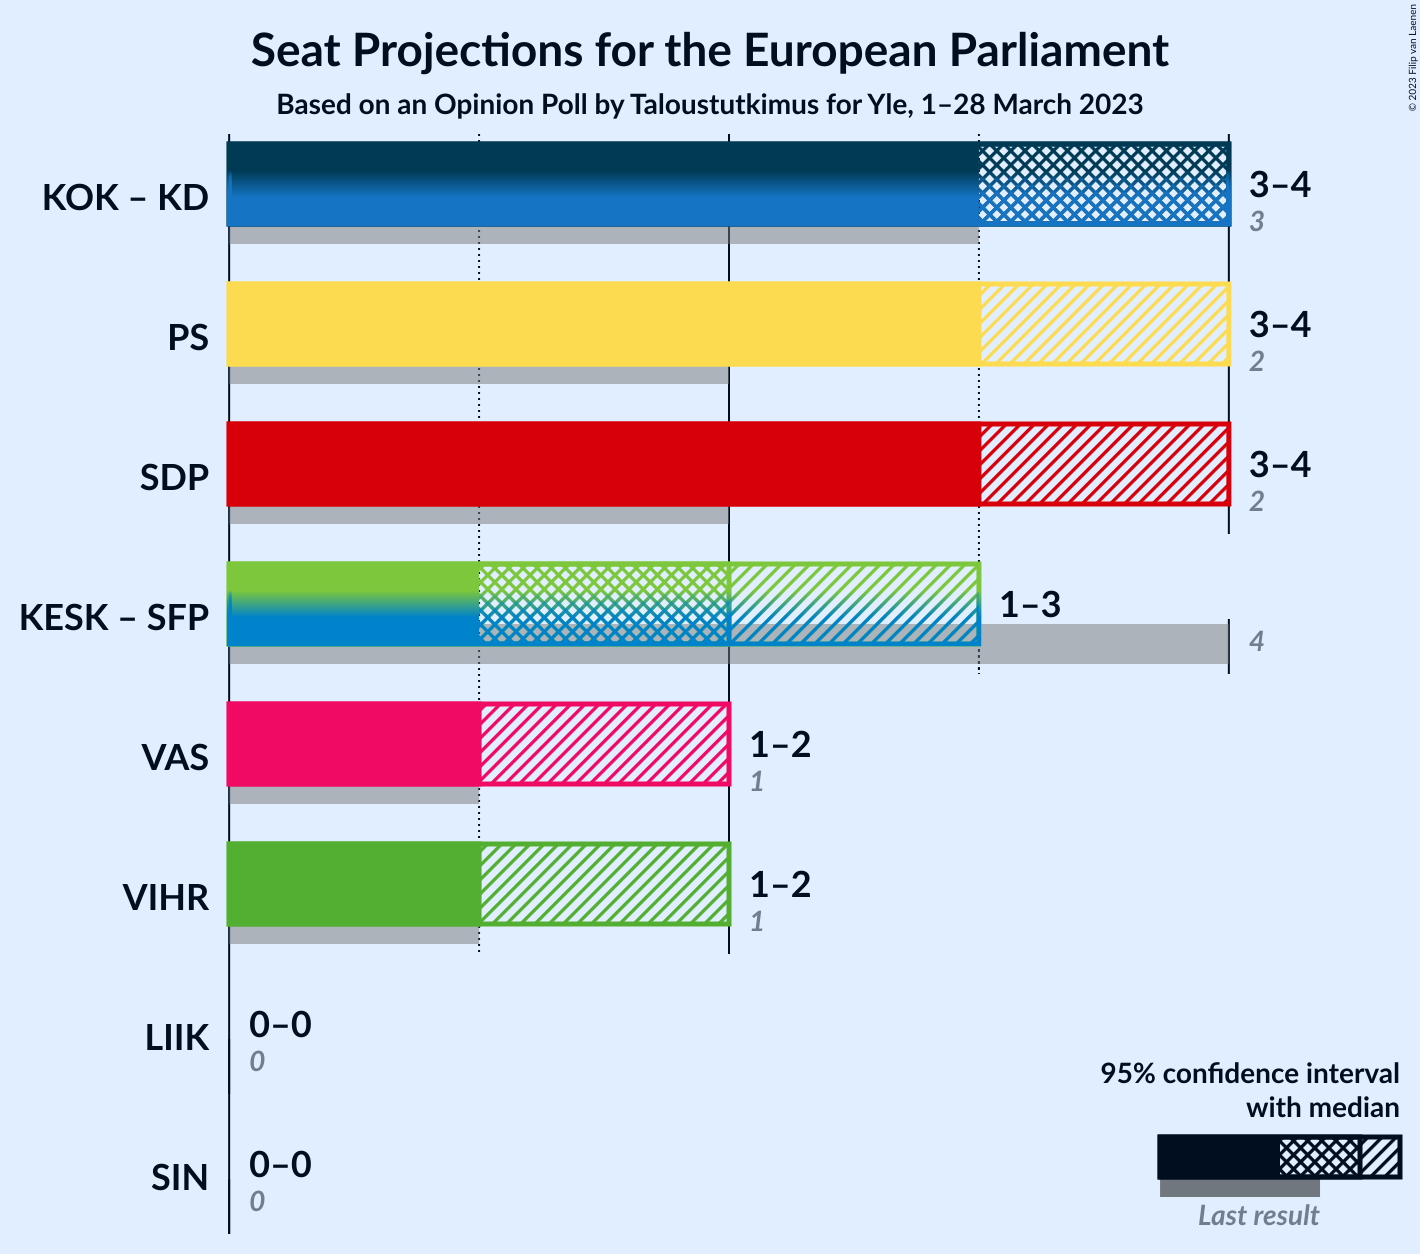 Seat Projections for the European Parliament
Based on an Opinion Poll by Taloustutkimus for Yle, 1–28 March 2023
© 2023 Filip van Laenen
KOK – KD
3–4
3
PS
3–4
2
SDP
3–4
2
KESK – SFP
1–3
4
VAS
1–2
1
VIHR
1–2
1
LIIK
0–0
0
SIN
0–0
0
95% confidence interval
with median
Last result